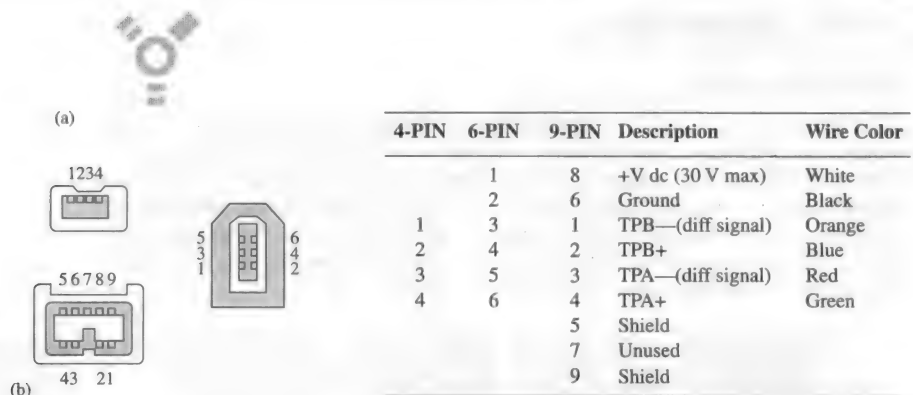 (a)
1234
5
3
1
6
4
2
56789
43 21
(b)
4-PIN 6-PIN 9-PIN Description Wire Color
1 8 +V dc (30 V max) White
2 6 Ground Black
1 3 1 TPB—(diff signal) Orange
2 4 2 TPB+ Blue
3 5 3 TPA—(diff signal) Red
4 6 4 TPA+ Green
5 Shield
7 Unused
9 Shield